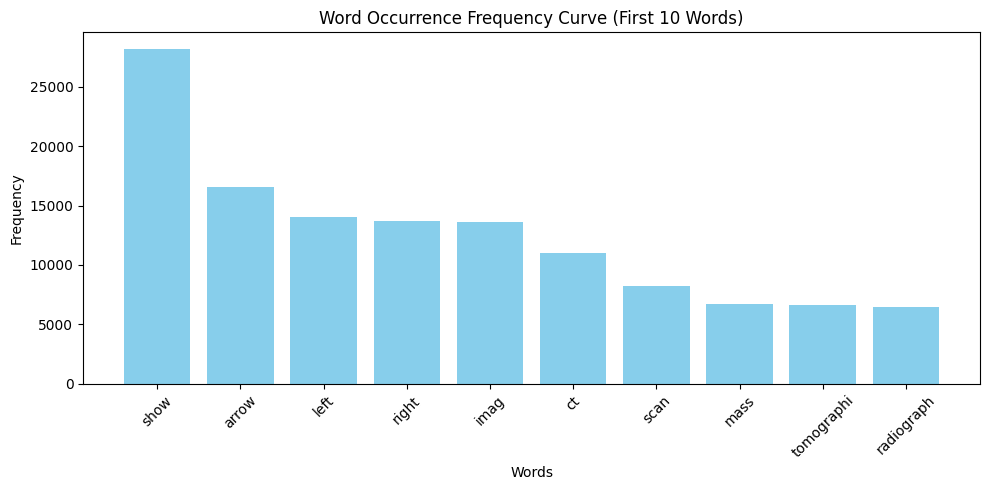 Word Occurrence Frequency Curve (First 10 Words)
Frequency
25000
20000
15000
10000
5000
0
show
arrow
left
right
imag
ct
scan
mass
tomographi
radiograph
Words